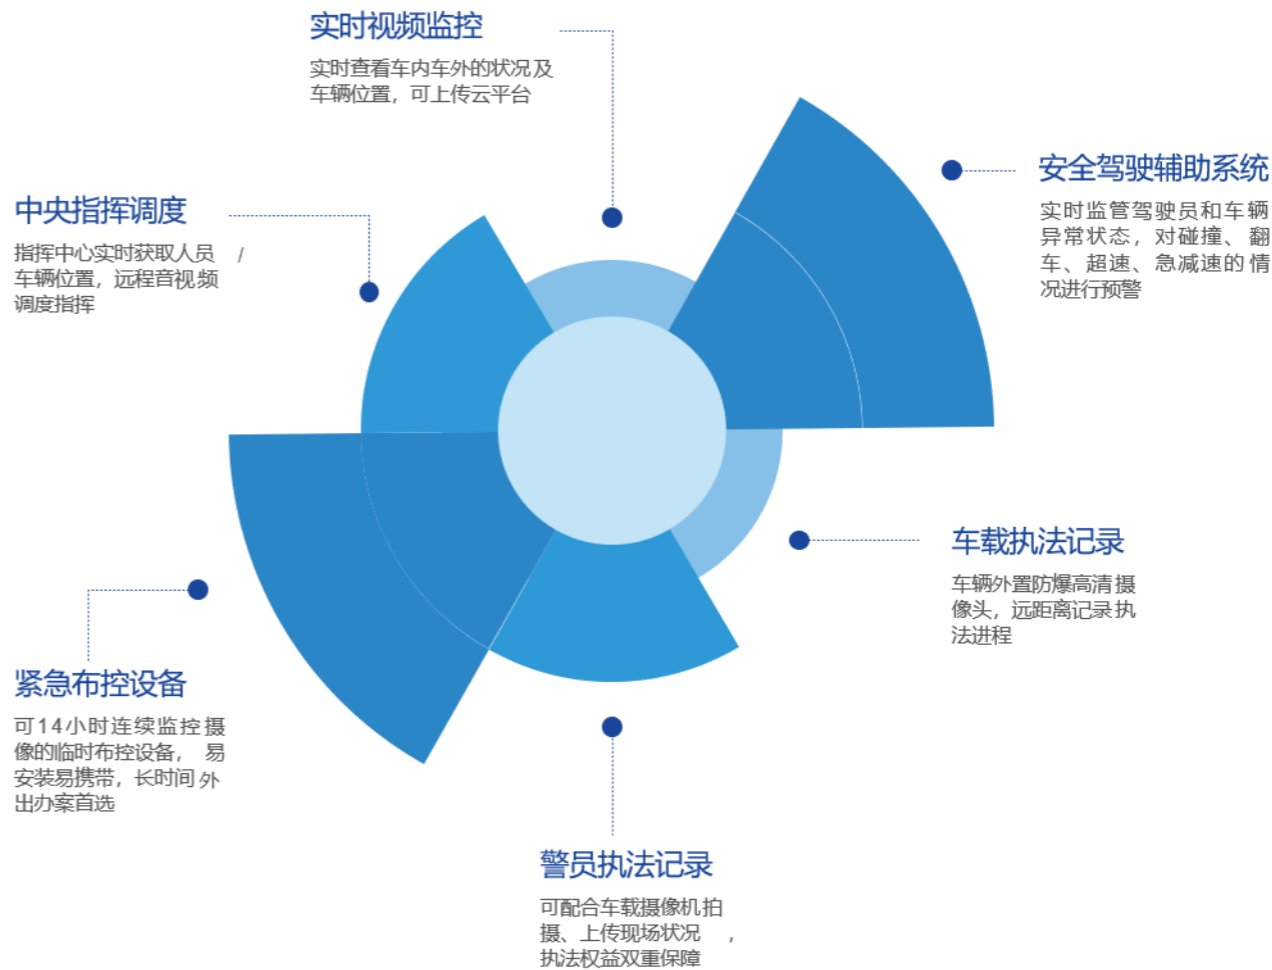 实时视频监控
实时查看车内车外的状况及
车辆位置，可上传云平台
安全驾驶辅助系统
实时监管驾驶员和车辆
异常状态，对碰撞、翻
车、超速、急减速的情
况进行预警
中央指挥调度
指挥中心实时获取人员 /
车辆位置，远程音视频
调度指挥
车载执法记录
车辆外置防爆高清摄
像头，远距离记录执
法进程
紧急布控设备
可14小时连续监控摄
像的临时布控设备， 易
安装易携带，长时间外
出办案首选
警员执法记录
可配合车载摄像机拍
摄、上传现场状况 ，
执法权益双重保障